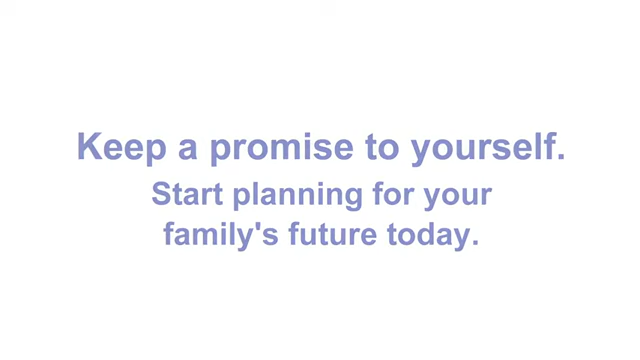 Keep a promise to yourself.
Start planning for your
family's future today.